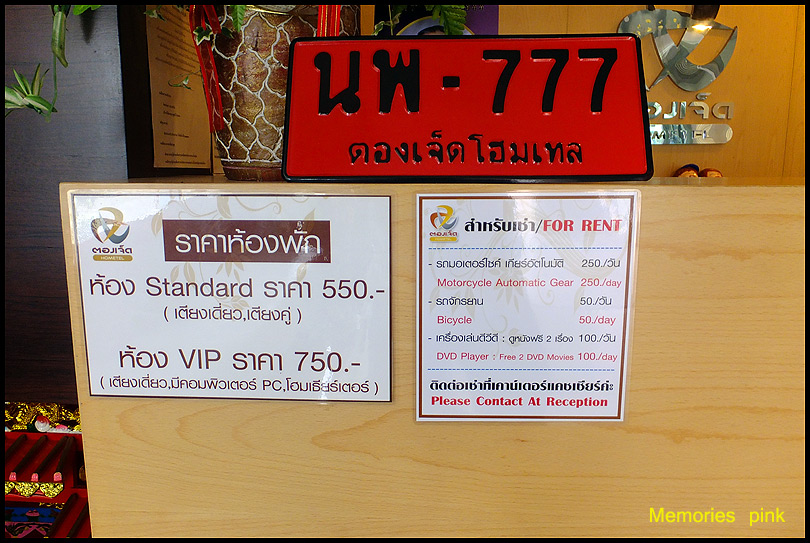 นพ - 777
ตองเจ็ดโฮมเทล
ตองเจ็ด
HOMSTEL
ราคาห้องพัก
ห้อง Standard ราคา 550.-
( เตียงเดี่ยว,เตียงคู่ )
ห้อง VIP ราคา 750.-
( เตียงเดี่ยว,มีคอมพิวเตอร์ PC,โฮมเธียร์เตอร์ )
ตองเจ็ด
สำหรับเช่า/FOR RENT
- รถมอเตอร์ไซค์ เกียร์อัตโนมัติ 250./วัน
Motorcycle Automatic Gear 250./day
- รถจักรยาน 50./วัน
Bicycle 50./day
- เครื่องเล่นดีวีดี : ดูหนังฟรี 2 เรื่อง 100./วัน
DVD Player : Free 2 DVD Movies 100./day
ติดต่อเช่าที่เคาน์เตอร์แคชเชียร์ค่ะ
Please Contact At Reception
Memories pink